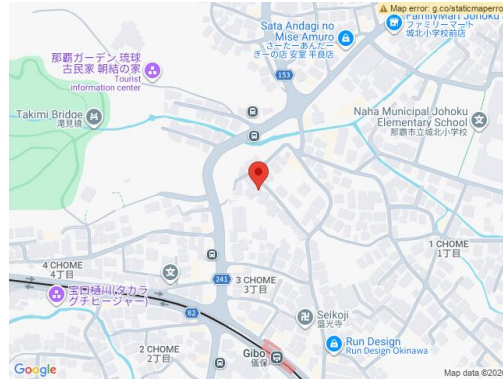 Map error: g.co/staticmaperro
FamilyMart Johoku
ファミリーマート
城北小学校前店
Sata Andagi no
Mise Amuro
さーたーあんだ
ぎーの店 安室 平良店
那覇ガーデン 琉球
古民家 朝結の家
Tourist
information center
153
Takimi Bridge
滝見橋
Naha Municipal Johoku
Elementary School
那覇市立城北小学校
1 CHOME
1丁目
4 CHOME
4丁目
宝口樋川(タカラ
グチヒージャー)
241
3 CHOME
3丁目
82
Seikoji
盛光寺
2 CHOME
2丁目
Gibo
儀保
Run Design
Run Design Okinawa
Google
Map data ©2026